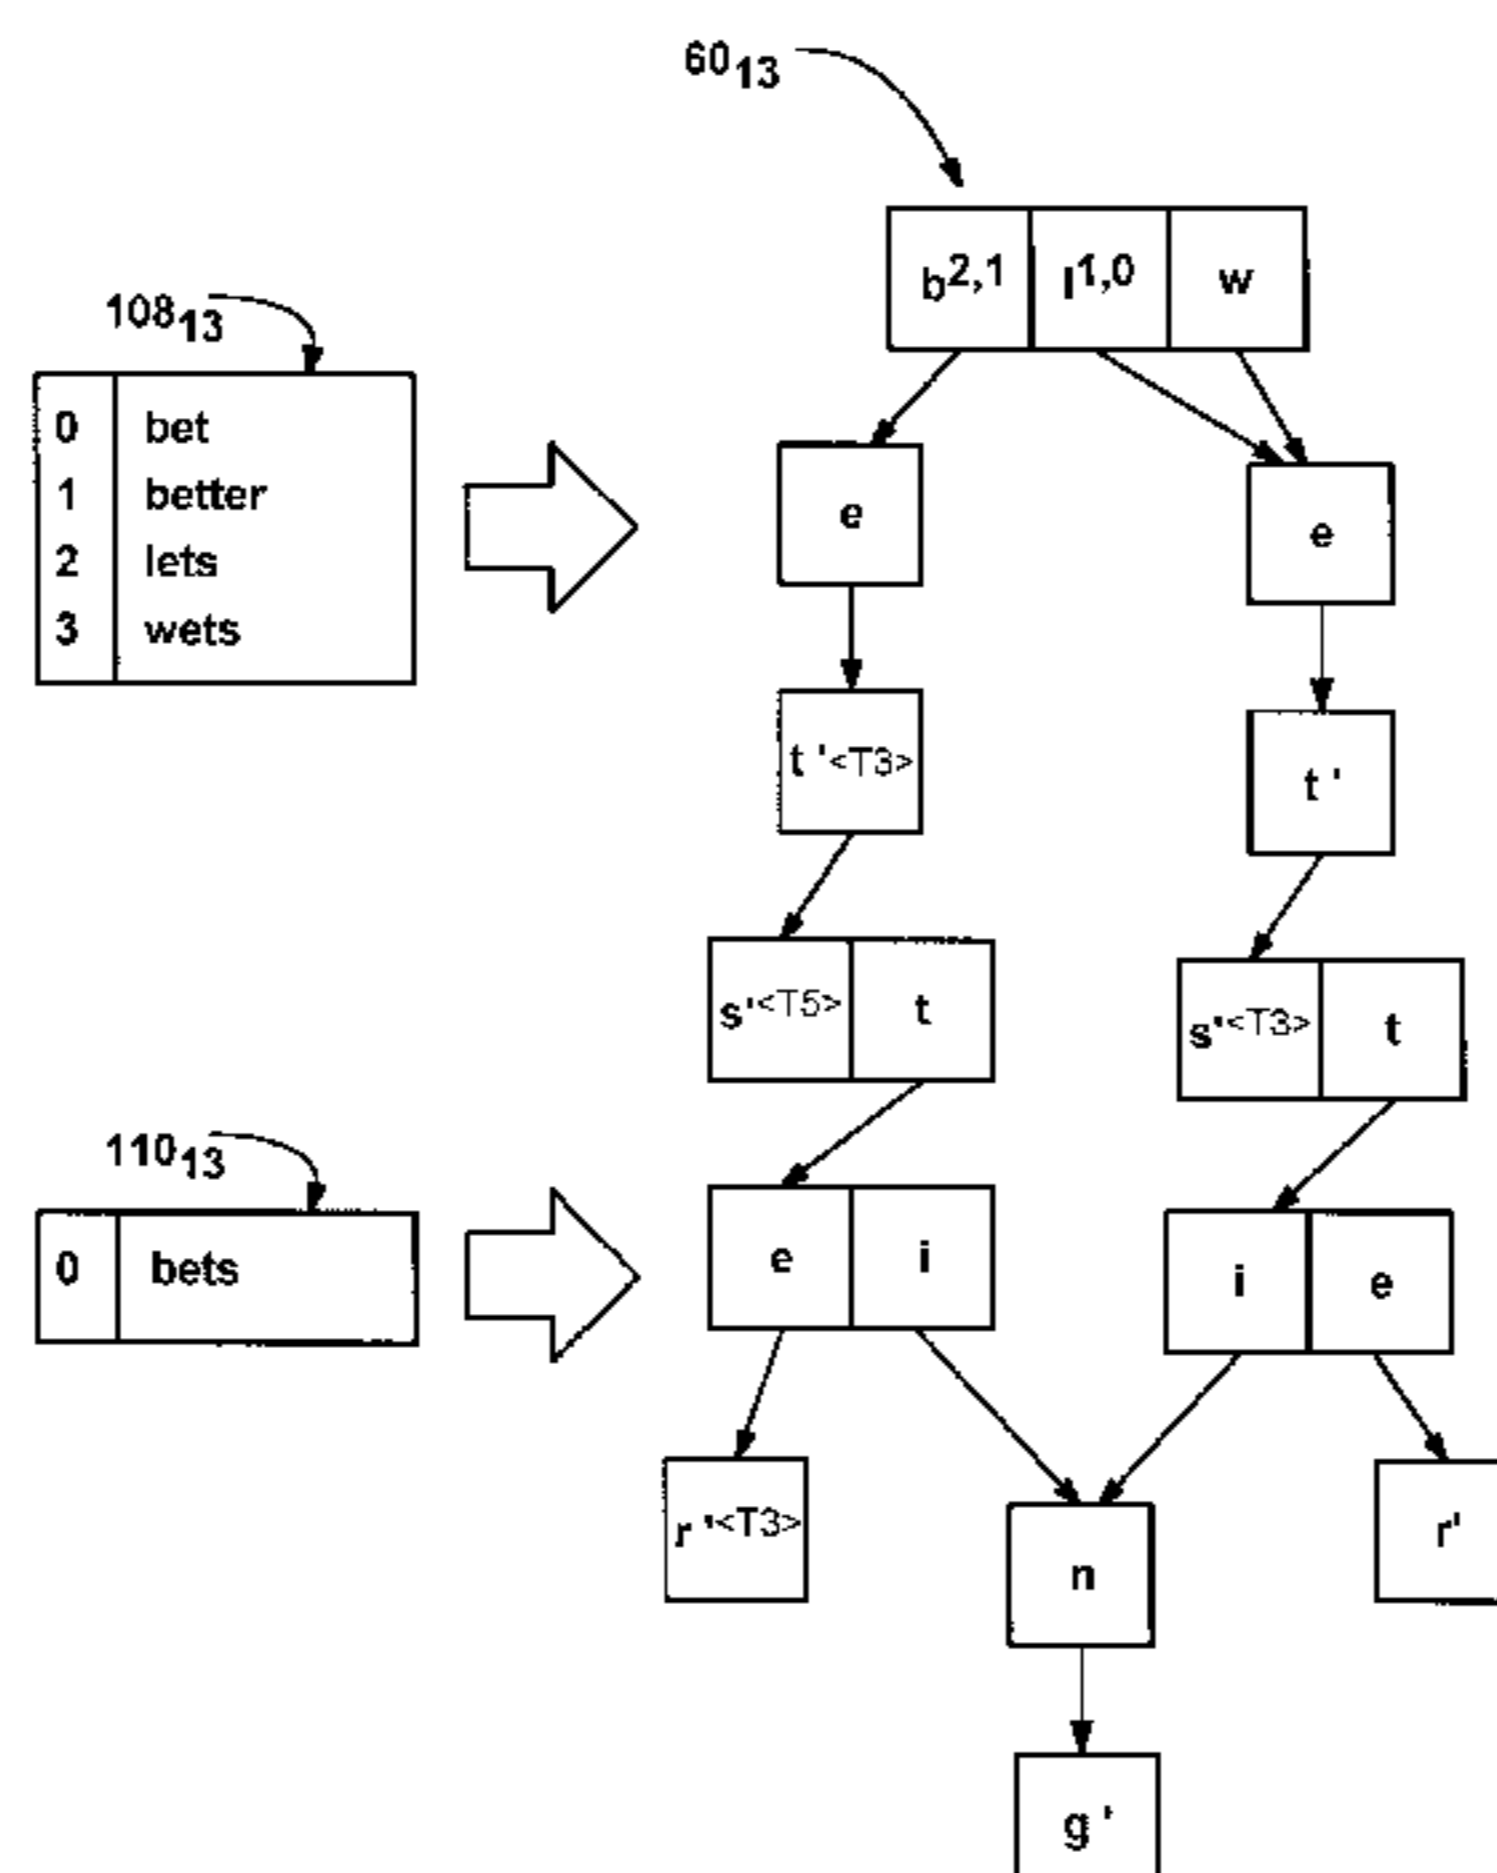 60₁₃
b2,1 l1,0 w
108₁₃
0 bet
1 better
2 lets
3 wets
e e
t '<T3> t '
s'<T5> t s'<T3> t
110₁₃
0 bets
e i i e
r '<T3> n r'
g '